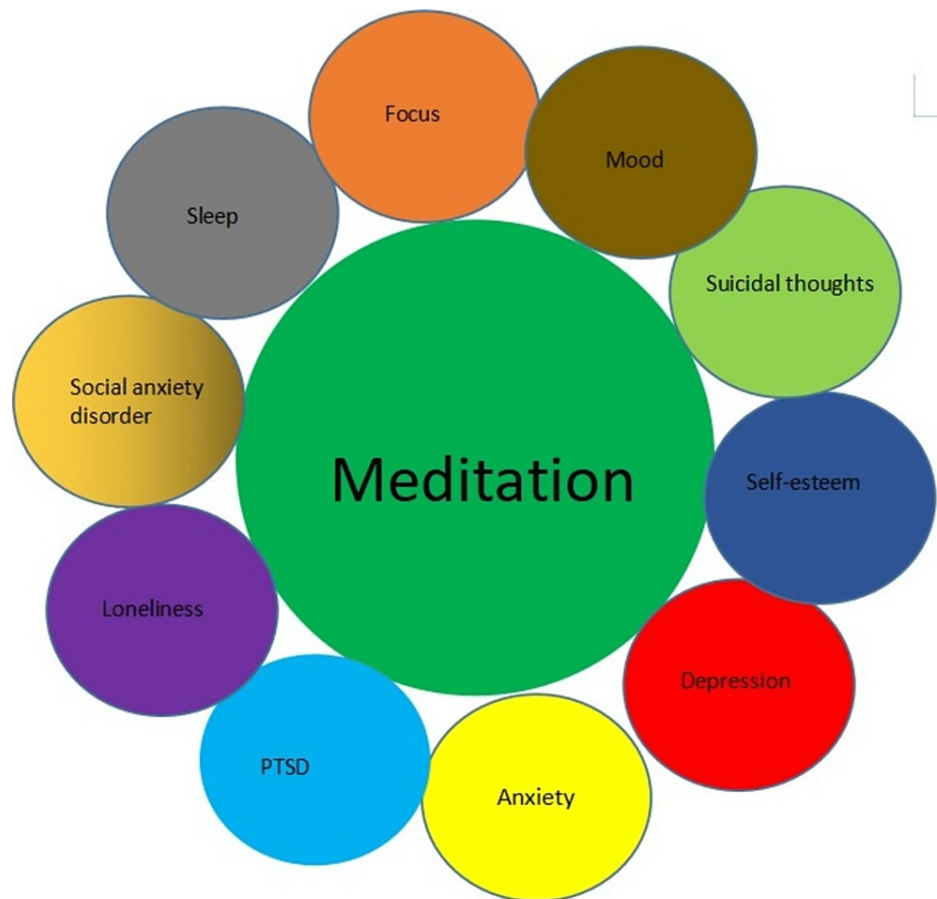 Focus
Mood
Sleep
Suicidal thoughts
Social anxiety
disorder
Meditation
Self-esteem
Loneliness
Depression
PTSD
Anxiety